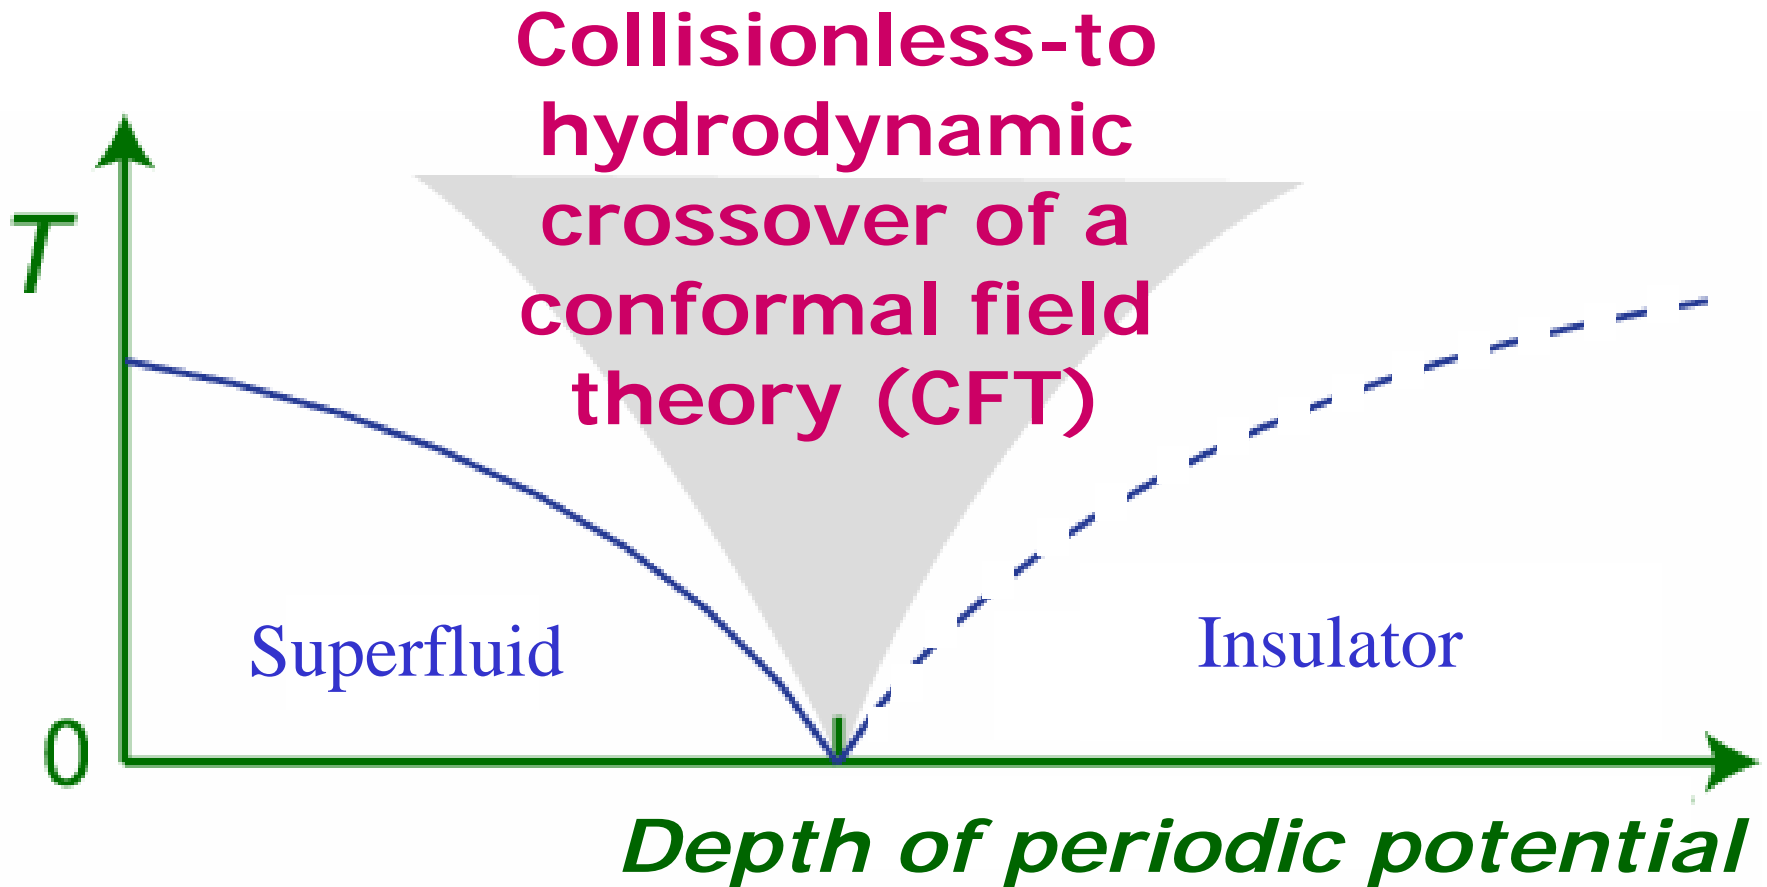 Collisionless-to
hydrodynamic
crossover of a
conformal field
theory (CFT)
T
Superfluid
Insulator
0
Depth of periodic potential